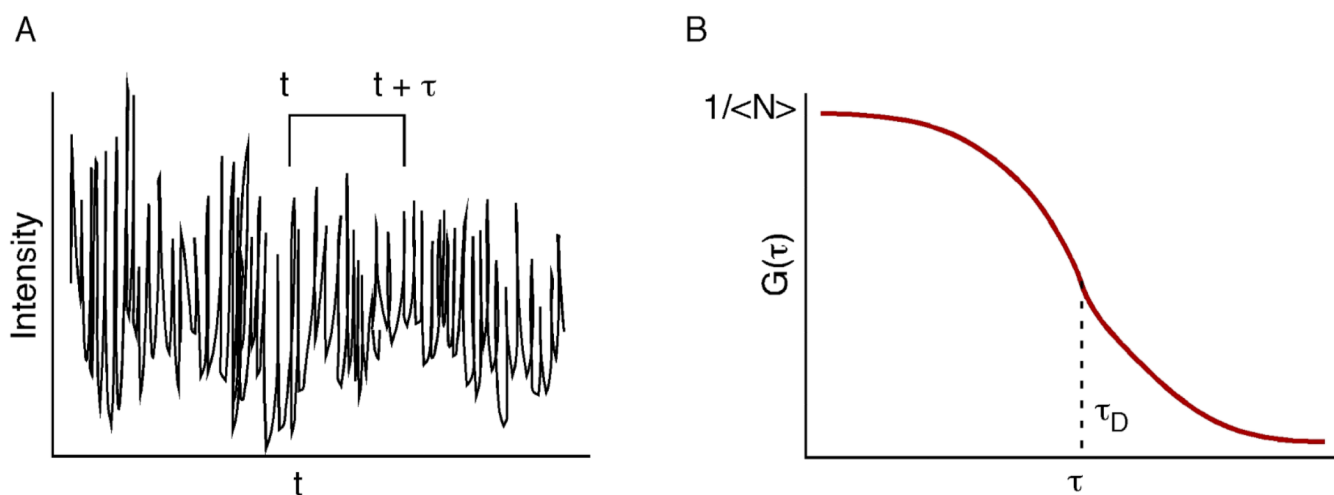 A
t
t + τ
Intensity
t
B
1/<N>
G(τ)
τD
τ